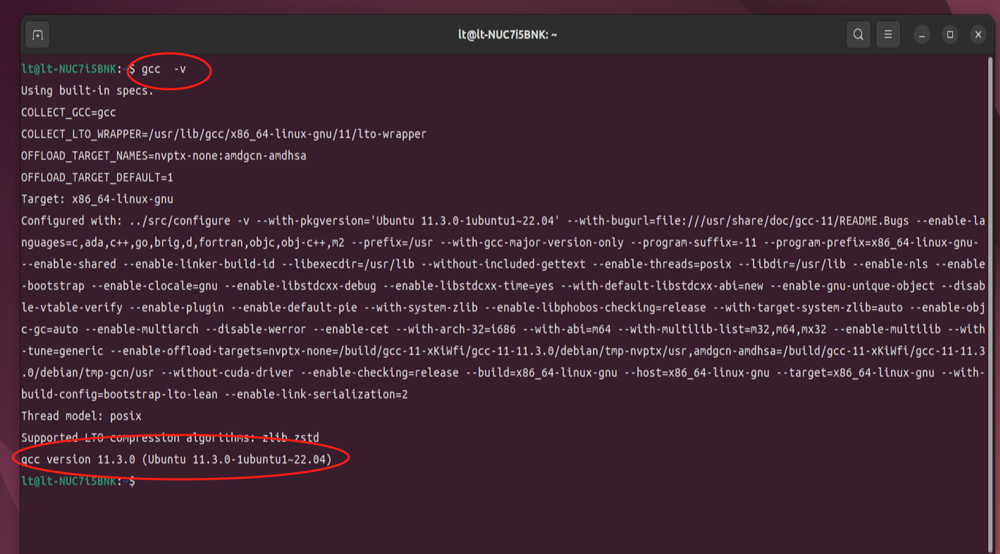 lt@lt-NUC7i5BNK: ~
lt@lt-NUC7i5BNK:~$ gcc  -v
Using built-in specs.
COLLECT_GCC=gcc
COLLECT_LTO_WRAPPER=/usr/lib/gcc/x86_64-linux-gnu/11/lto-wrapper
OFFLOAD_TARGET_NAMES=nvptx-none:amdgcn-amdhsa
OFFLOAD_TARGET_DEFAULT=1
Target: x86_64-linux-gnu
Configured with: ../src/configure -v --with-pkgversion='Ubuntu 11.3.0-1ubuntu1~22.04' --with-bugurl=file:///usr/share/doc/gcc-11/README.Bugs --enable-la
nguages=c,ada,c++,go,brig,d,fortran,objc,obj-c++,m2 --prefix=/usr --with-gcc-major-version-only --program-suffix=-11 --program-prefix=x86_64-linux-gnu-
--enable-shared --enable-linker-build-id --libexecdir=/usr/lib --without-included-gettext --enable-threads=posix --libdir=/usr/lib --enable-nls --enable
-bootstrap --enable-clocale=gnu --enable-libstdcxx-debug --enable-libstdcxx-time=yes --with-default-libstdcxx-abi=new --enable-gnu-unique-object --disab
le-vtable-verify --enable-plugin --enable-default-pie --with-system-zlib --enable-libphobos-checking=release --with-target-system-zlib=auto --enable-obj
c-gc=auto --enable-multiarch --disable-werror --enable-cet --with-arch-32=i686 --with-abi=m64 --with-multilib-list=m32,m64,mx32 --enable-multilib --with
-tune=generic --enable-offload-targets=nvptx-none=/build/gcc-11-xKiWfi/gcc-11-11.3.0/debian/tmp-nvptx/usr,amdgcn-amdhsa=/build/gcc-11-xKiWfi/gcc-11-11.3
.0/debian/tmp-gcn/usr --without-cuda-driver --enable-checking=release --build=x86_64-linux-gnu --host=x86_64-linux-gnu --target=x86_64-linux-gnu --with-
build-config=bootstrap-lto-lean --enable-link-serialization=2
Thread model: posix
Supported LTO compression algorithms: zlib zstd
gcc version 11.3.0 (Ubuntu 11.3.0-1ubuntu1~22.04)
lt@lt-NUC7i5BNK:~$